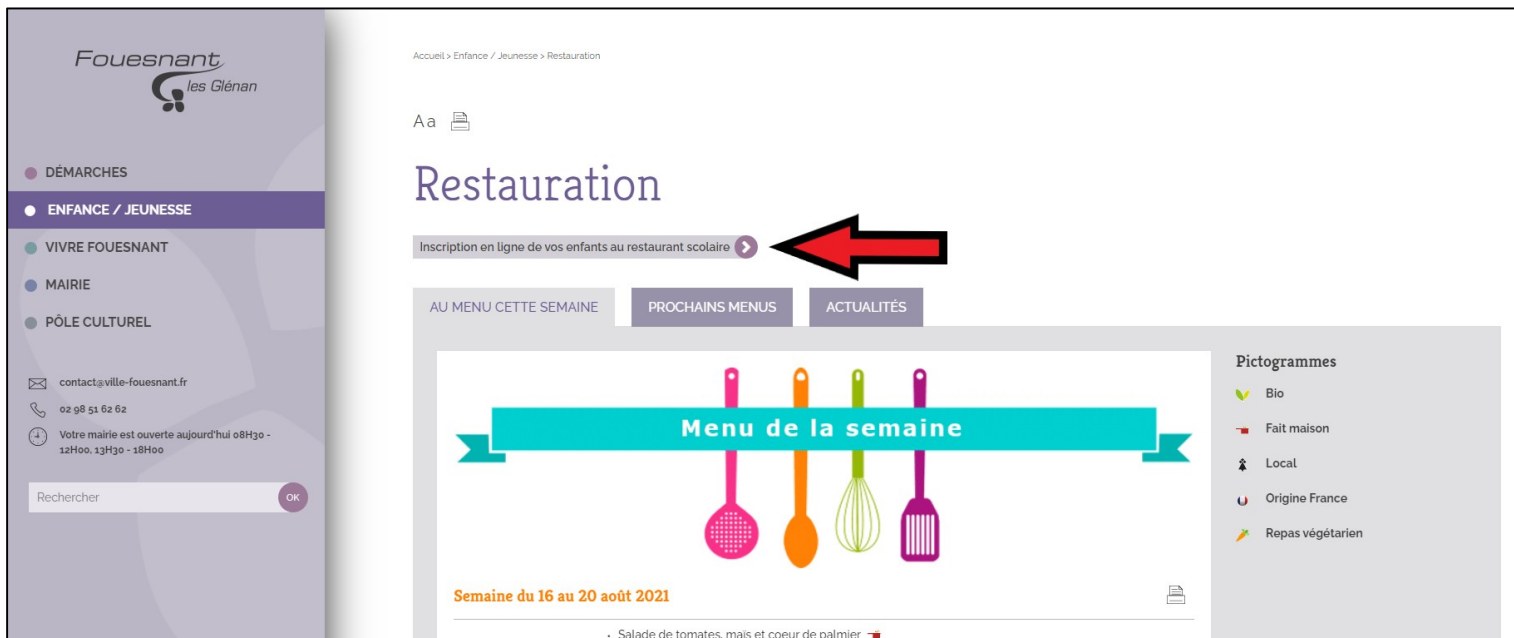 Fouesnant
les Glénan
DÉMARCHES
ENFANCE / JEUNESSE
VIVRE FOUESNANT
MAIRIE
PÔLE CULTUREL
contact@ville-fouesnant.fr
02 98 51 62 62
Votre mairie est ouverte aujourd'hui 08H30 -
12H00, 13H30 - 18H00
Rechercher
OK
Accueil > Enfance / Jeunesse > Restauration
Aa
Restauration
Inscription en ligne de vos enfants au restaurant scolaire
AU MENU CETTE SEMAINE
PROCHAINS MENUS
ACTUALITÉS
Menu de la semaine
Semaine du 16 au 20 août 2021
• Salade de tomates, maïs et coeur de palmier
Pictogrammes
Bio
Fait maison
Local
Origine France
Repas végétarien